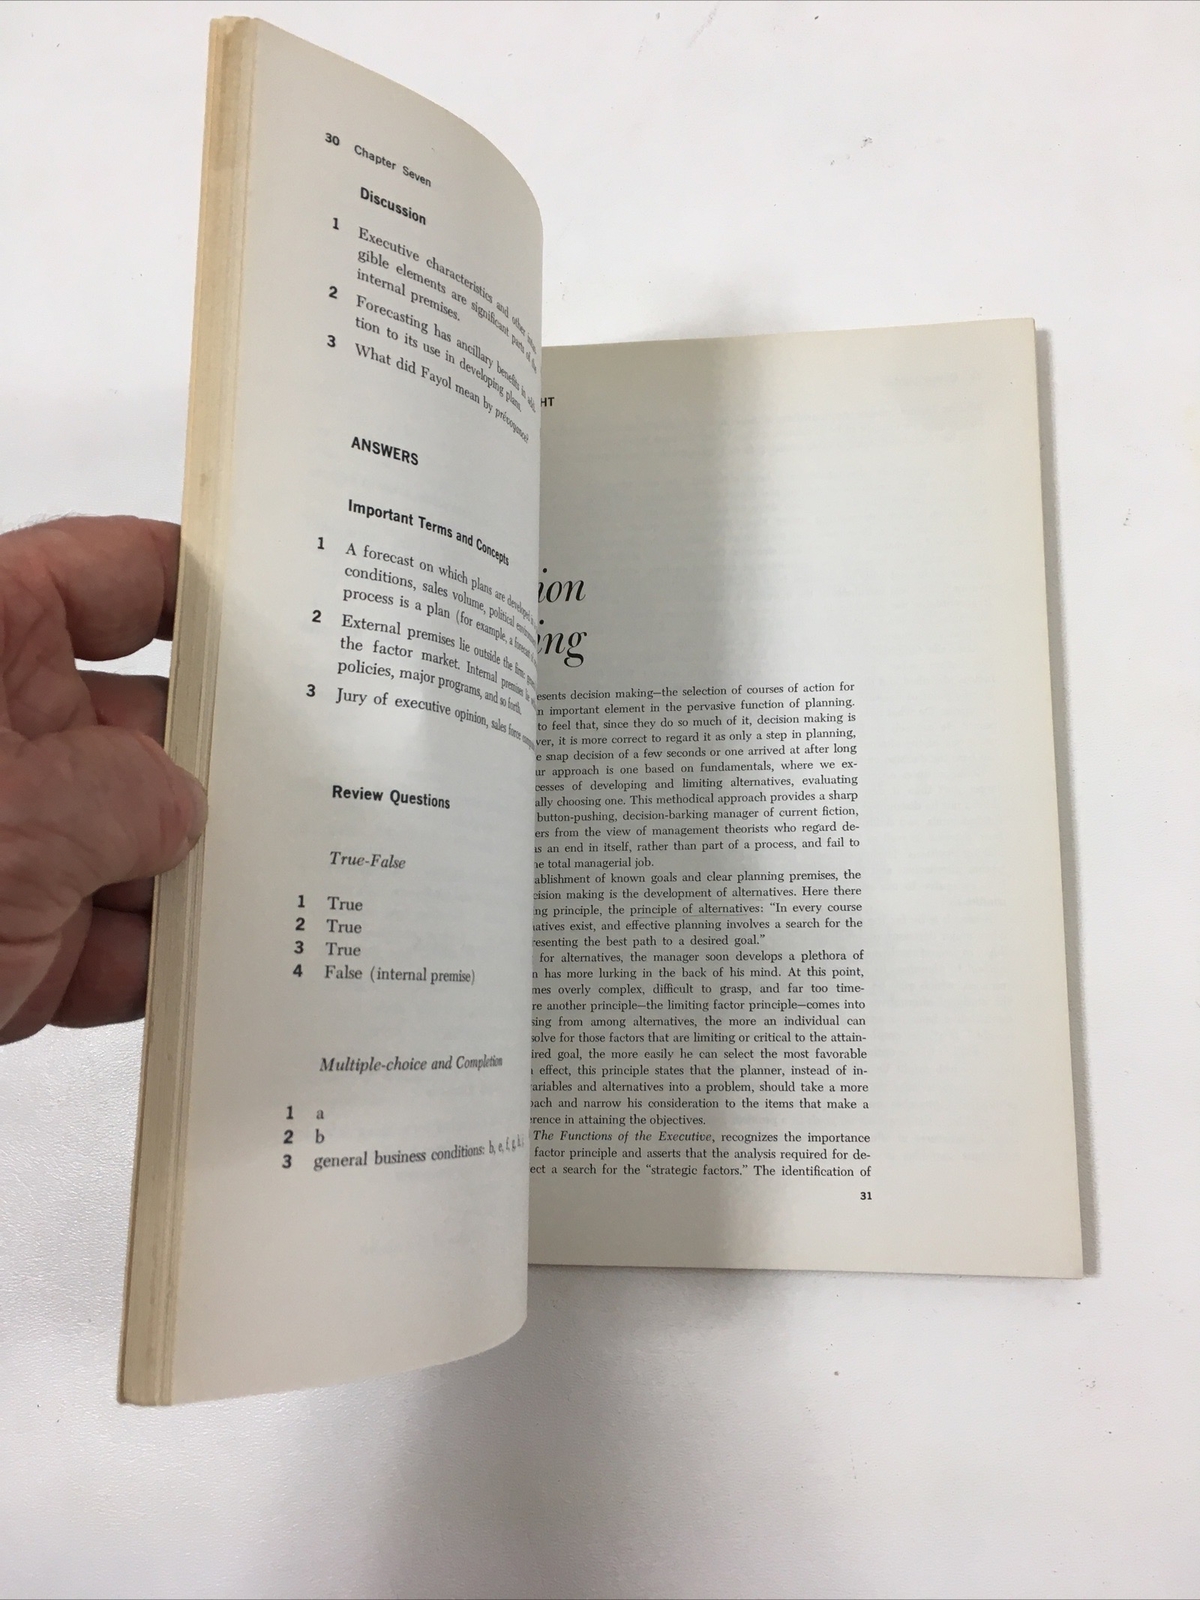 30 Chapter Seven
Discussion
1 Executive characteristics and other
gible elements are significant parts of the
internal premises.
2 Forecasting has ancillary benefits in
tion to its use in developing plans.
3 What did Fayol mean by prévoyance?
ANSWERS
Important Terms and Concepts
1 A forecast on which plans are developed
conditions, sales volume, political
process is a plan (for example, a forecast
2 External premises lie outside the firm:
the factor market. Internal premises
policies, major programs, and so forth.
3 Jury of executive opinion, sales force
Review Questions
True-False
1 True
2 True
3 True
4 False (internal premise)
Multiple-choice and Completion
1 a
2 b
3 general business conditions: b, e, f, g, h,
HT
ion
ing
esents decision making—the selection of courses of action for
n important element in the pervasive function of planning.
to feel that, since they do so much of it, decision making is
ver, it is more correct to regard it as only a step in planning,
e snap decision of a few seconds or one arrived at after long
ur approach is one based on fundamentals, where we ex-
cesses of developing and limiting alternatives, evaluating
ally choosing one. This methodical approach provides a sharp
button-pushing, decision-barking manager of current fiction,
ers from the view of management theorists who regard de-
as an end in itself, rather than part of a process, and fail to
he total managerial job.
ablishment of known goals and clear planning premises, the
cision making is the development of alternatives. Here there
ng principle, the principle of alternatives: “In every course
natives exist, and effective planning involves a search for the
resenting the best path to a desired goal.”
for alternatives, the manager soon develops a plethora of
n has more lurking in the back of his mind. At this point,
mes overly complex, difficult to grasp, and far too time-
re another principle—the limiting factor principle—comes into
sing from among alternatives, the more an individual can
solve for those factors that are limiting or critical to the attain-
ired goal, the more easily he can select the most favorable
effect, this principle states that the planner, instead of in-
ariables and alternatives into a problem, should take a more
oach and narrow his consideration to the items that make a
erence in attaining the objectives.
The Functions of the Executive, recognizes the importance
factor principle and asserts that the analysis required for de-
ect a search for the “strategic factors.” The identification of
31